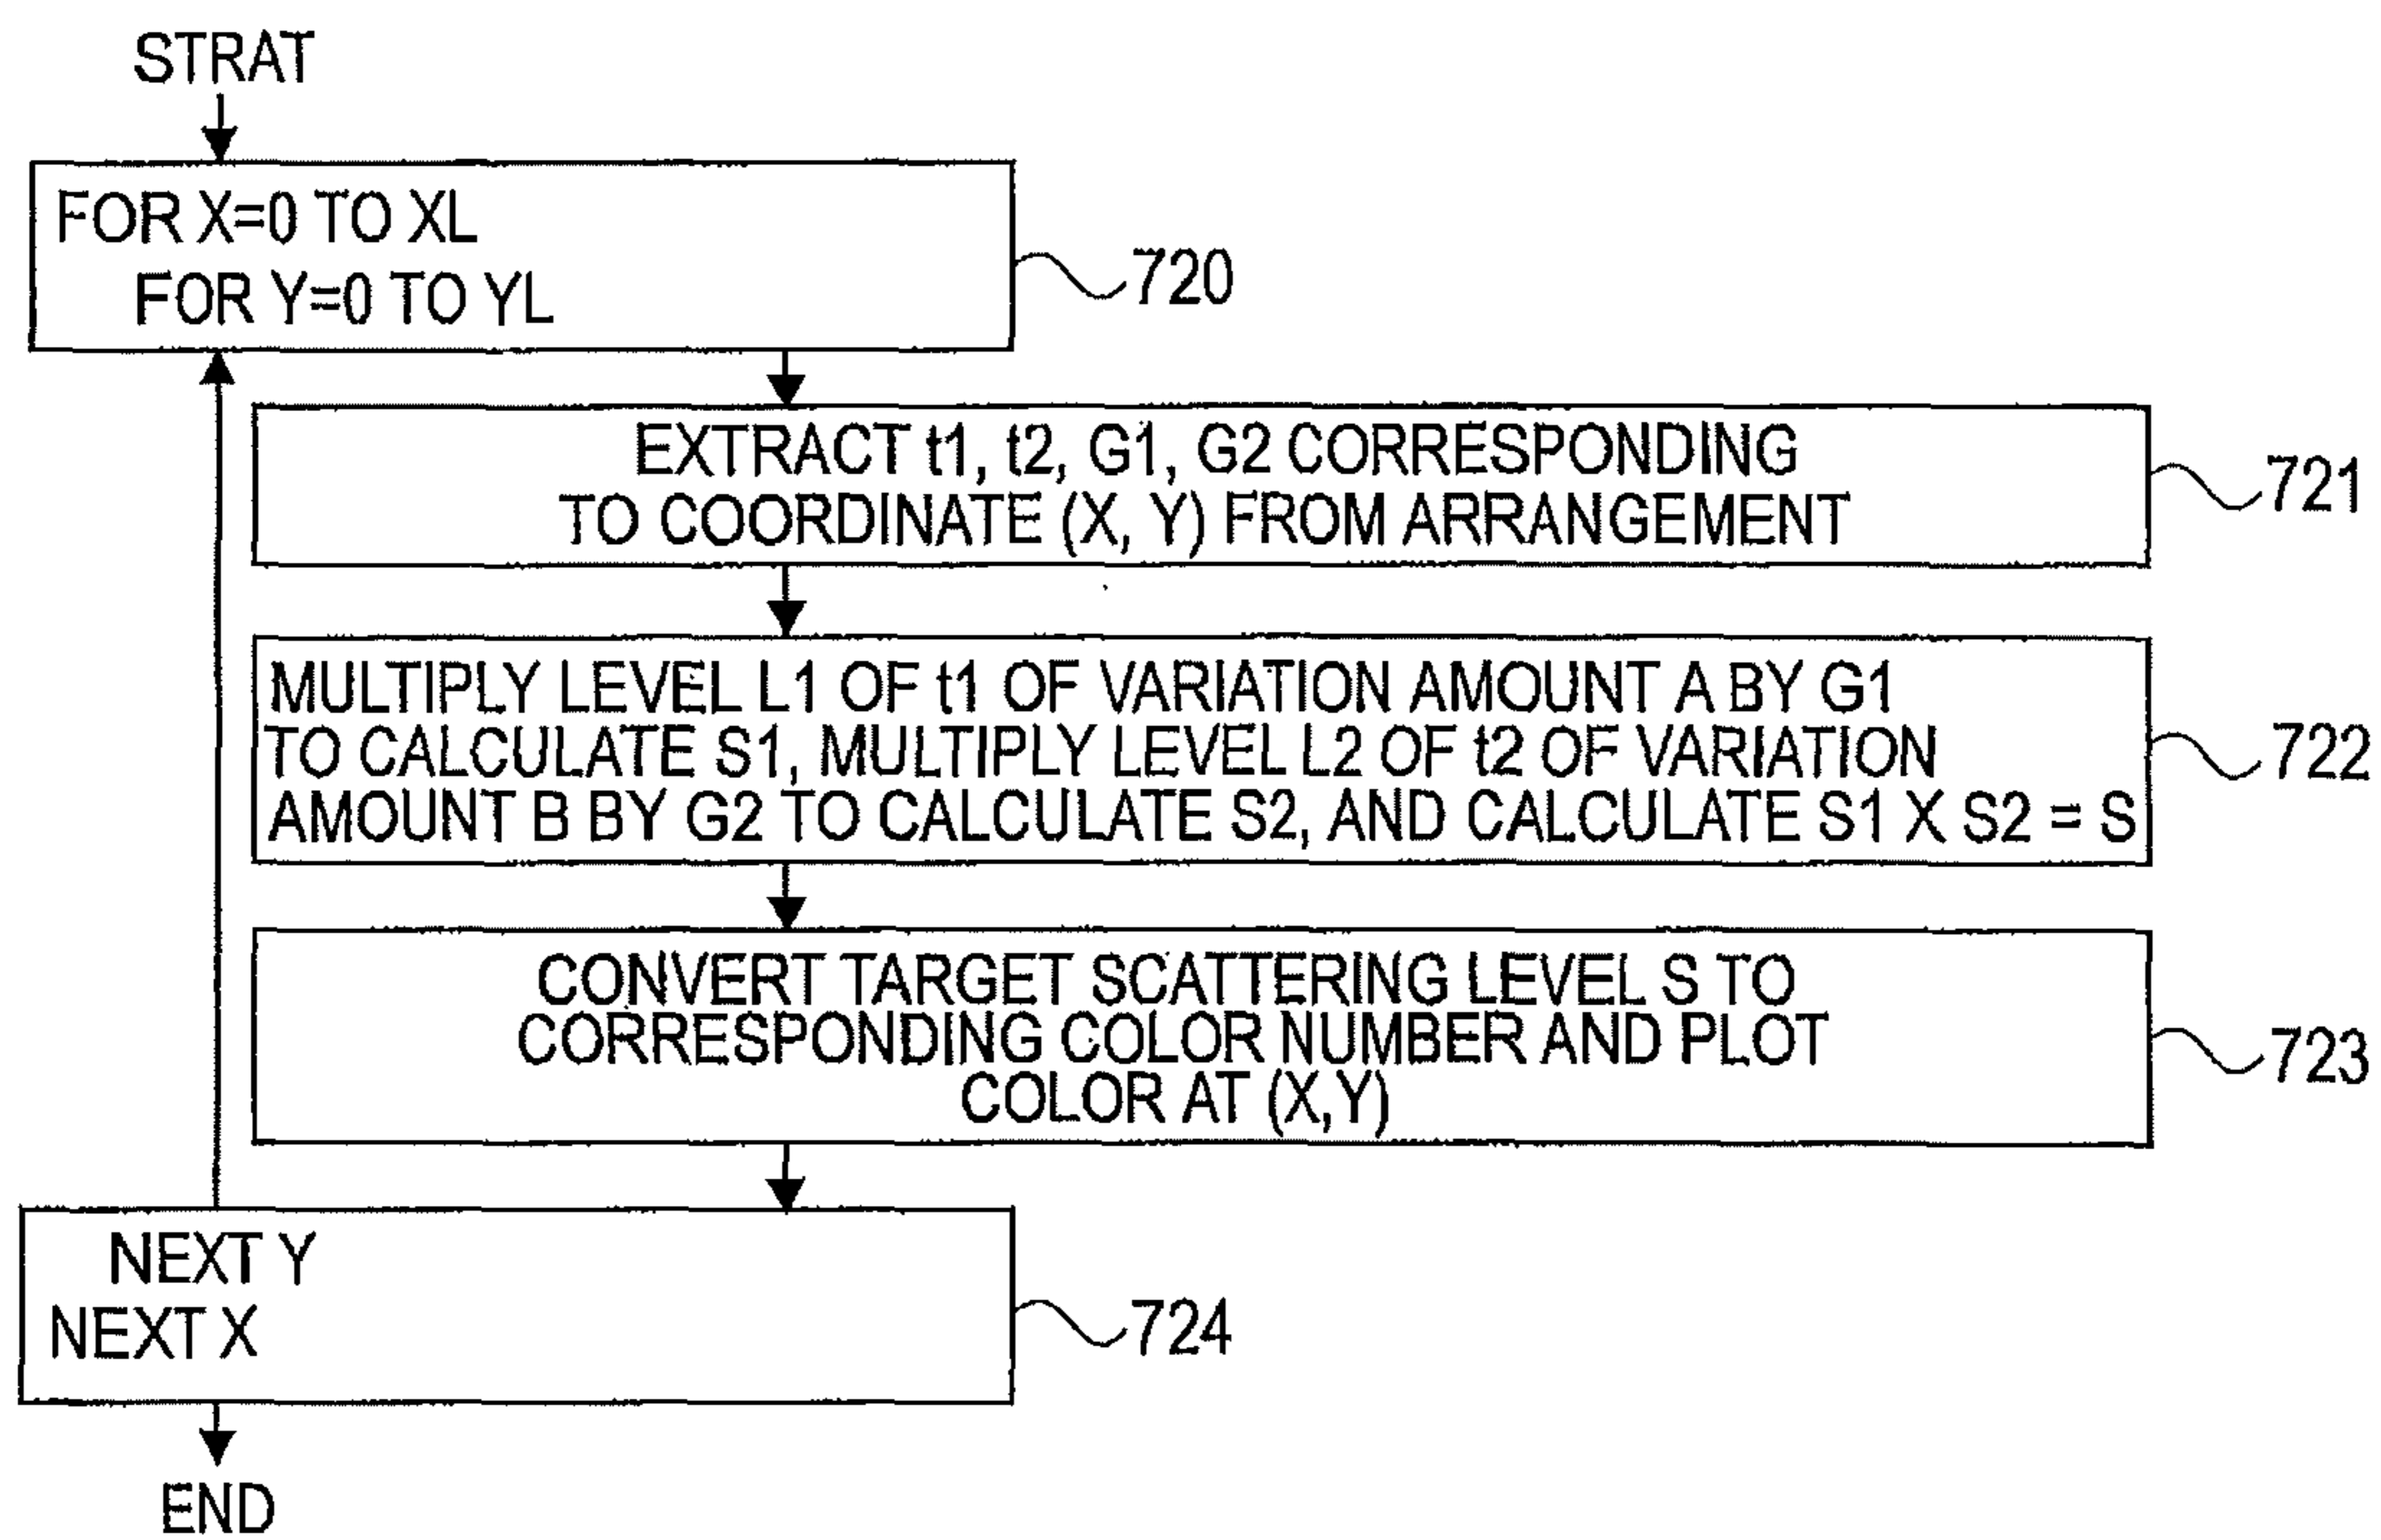 STRAT
FOR X=0 TO XL
FOR Y=0 TO YL
720
EXTRACT t1, t2, G1, G2 CORRESPONDING
TO COORDINATE (X, Y) FROM ARRANGEMENT
721
MULTIPLY LEVEL L1 OF t1 OF VARIATION AMOUNT A BY G1
TO CALCULATE S1, MULTIPLY LEVEL L2 OF t2 OF VARIATION
AMOUNT B BY G2 TO CALCULATE S2, AND CALCULATE S1 X S2 = S
722
CONVERT TARGET SCATTERING LEVEL S TO
CORRESPONDING COLOR NUMBER AND PLOT
COLOR AT (X,Y)
723
NEXT Y
NEXT X
724
END